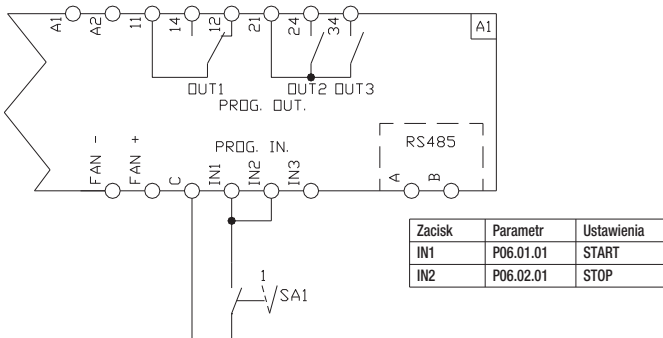 A1
A2
11
14
12
21
24
34
A1
OUT1
OUT2
OUT3
PROG. OUT.
PROG. IN.
RS485
FAN -
FAN +
C
IN1
IN2
IN3
A
B
1
SA1
Zacisk Parametr Ustawienia
IN1 P06.01.01 START
IN2 P06.02.01 STOP